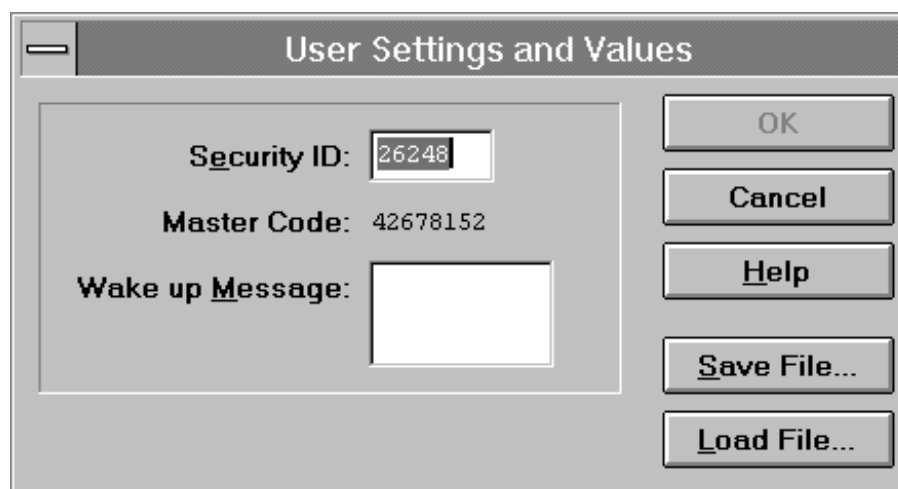 User Settings and Values
Security ID: 26248
Master Code: 42678152
Wake up Message:
OK
Cancel
Help
Save File...
Load File...